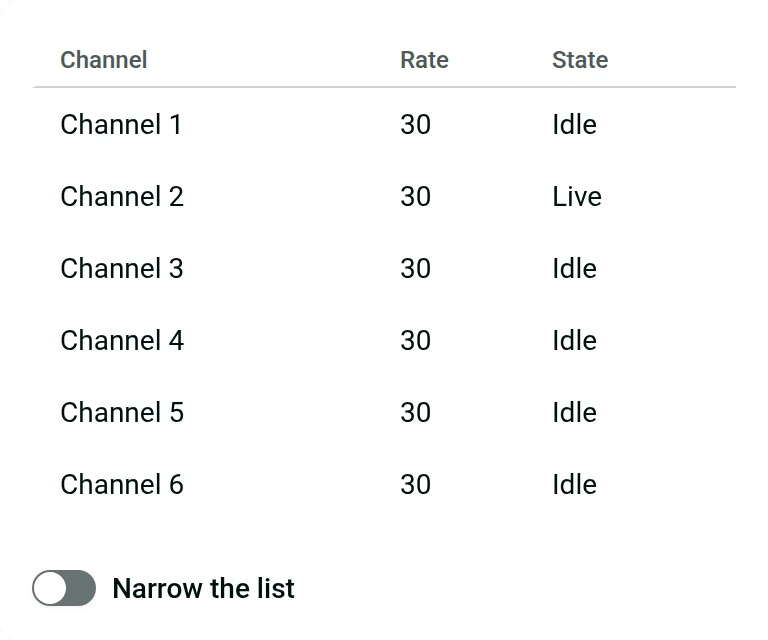 Channel Rate State
Channel 1 30 Idle
Channel 2 30 Live
Channel 3 30 Idle
Channel 4 30 Idle
Channel 5 30 Idle
Channel 6 30 Idle
Narrow the list